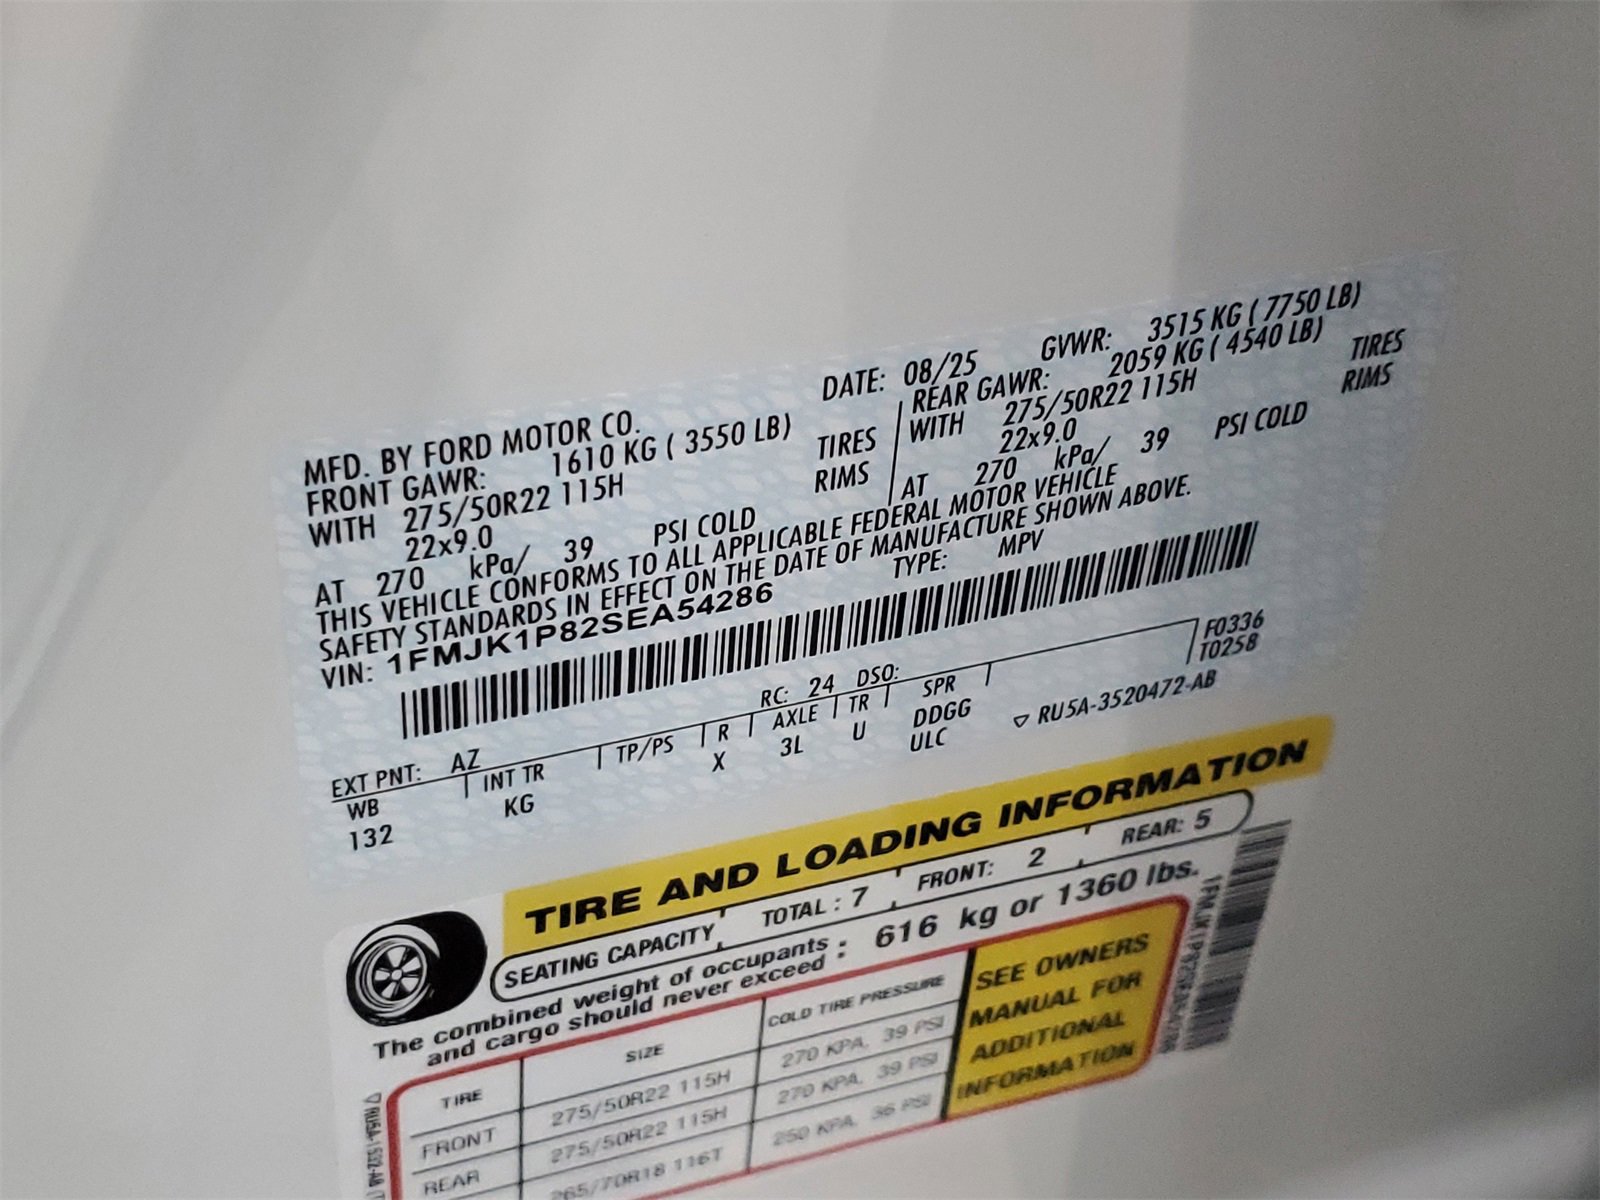 MFD. BY FORD MOTOR CO.
DATE: 08/25 GVWR: 3515 KG ( 7750 LB)
FRONT GAWR: 1610 KG ( 3550 LB)
REAR GAWR: 2059 KG ( 4540 LB)
WITH 275/50R22 115H TIRES
WITH 275/50R22 115H TIRES
22x9.0 RIMS
22x9.0 RIMS
AT 270 kPa/ 39 PSI COLD
AT 270 kPa/ 39 PSI COLD
THIS VEHICLE CONFORMS TO ALL APPLICABLE FEDERAL MOTOR VEHICLE
SAFETY STANDARDS IN EFFECT ON THE DATE OF MANUFACTURE SHOWN ABOVE.
VIN: 1FMJK1P82SEA54286
TYPE: MPV
F0336
T0258
EXT PNT: AZ RC: 24 DSO:
WB INT TR TP/PS R AXLE TR SPR
132 KG X 3L U DDGG
ULC
▽ RU5A-3520472-AB
TIRE AND LOADING INFORMATION
SEATING CAPACITY TOTAL : 7 FRONT: 2 REAR: 5
The combined weight of occupants
and cargo should never exceed : 616 kg or 1360 lbs.
TIRE SIZE COLD TIRE PRESSURE
FRONT 275/50R22 115H 270 KPA, 39 PSI
REAR 275/50R22 115H 270 KPA, 39 PSI
265/70R18 116T 250 KPA, 36 PSI
SEE OWNERS
MANUAL FOR
ADDITIONAL
INFORMATION